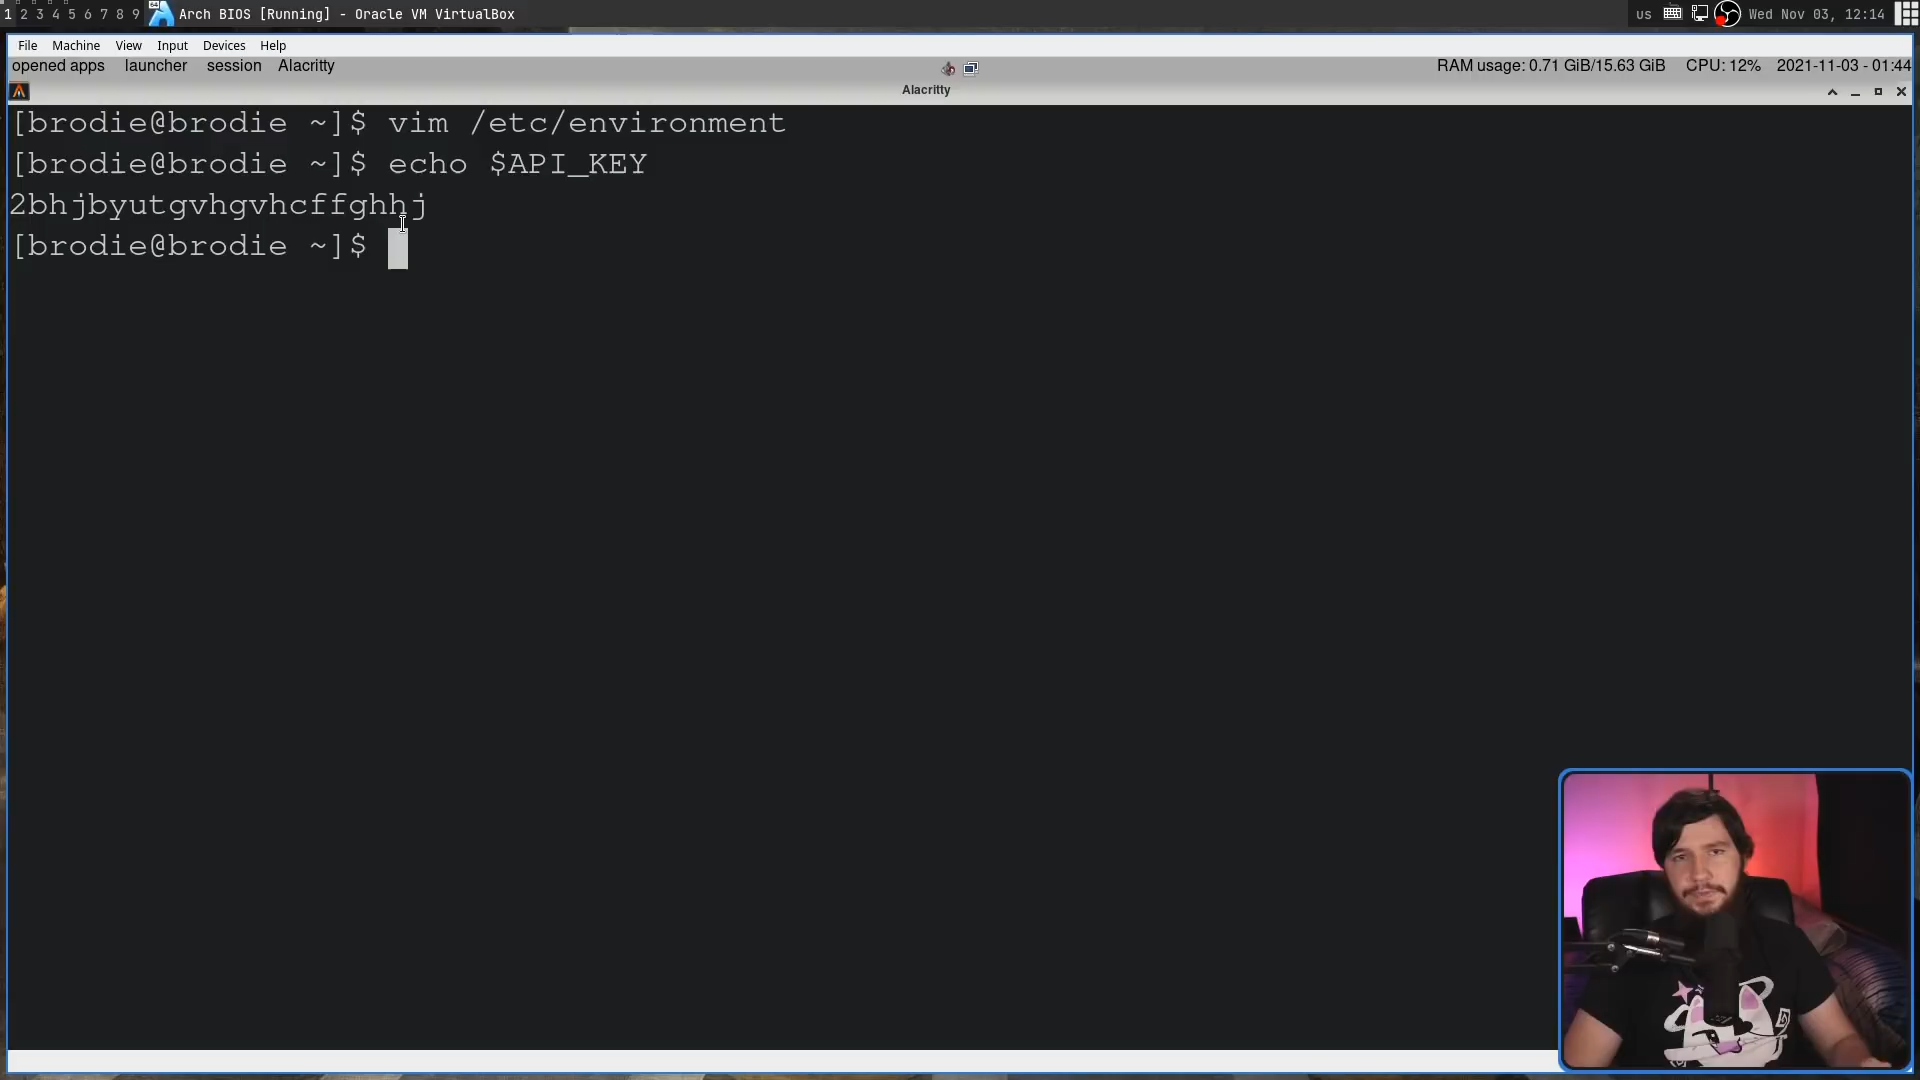 1 2 3 4 5 6 7 8 9 Arch BIOS [Running] - Oracle VM VirtualBox us Wed Nov 03, 12:14
File Machine View Input Devices Help
opened apps launcher session Alacritty RAM usage: 0.71 GiB/15.63 GiB CPU: 12% 2021-11-03 - 01:44
Alacritty
[brodie@brodie ~]$ vim /etc/environment
[brodie@brodie ~]$ echo $API_KEY
2bhjbyutgvhgvhcffghhj
[brodie@brodie ~]$